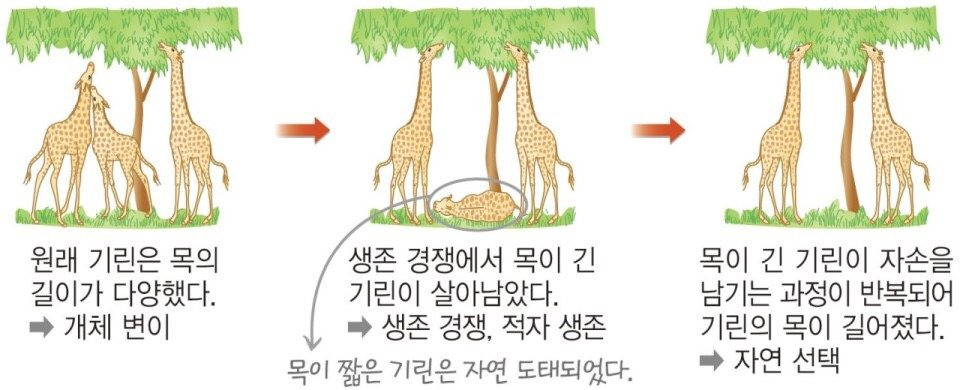 원래 기린은 목의
길이가 다양했다.
➡ 개체 변이
생존 경쟁에서 목이 긴
기린이 살아남았다.
➡ 생존 경쟁, 적자 생존
목이 짧은 기린은 자연 도태되었다.
목이 긴 기린이 자손을
남기는 과정이 반복되어
기린의 목이 길어졌다.
➡ 자연 선택